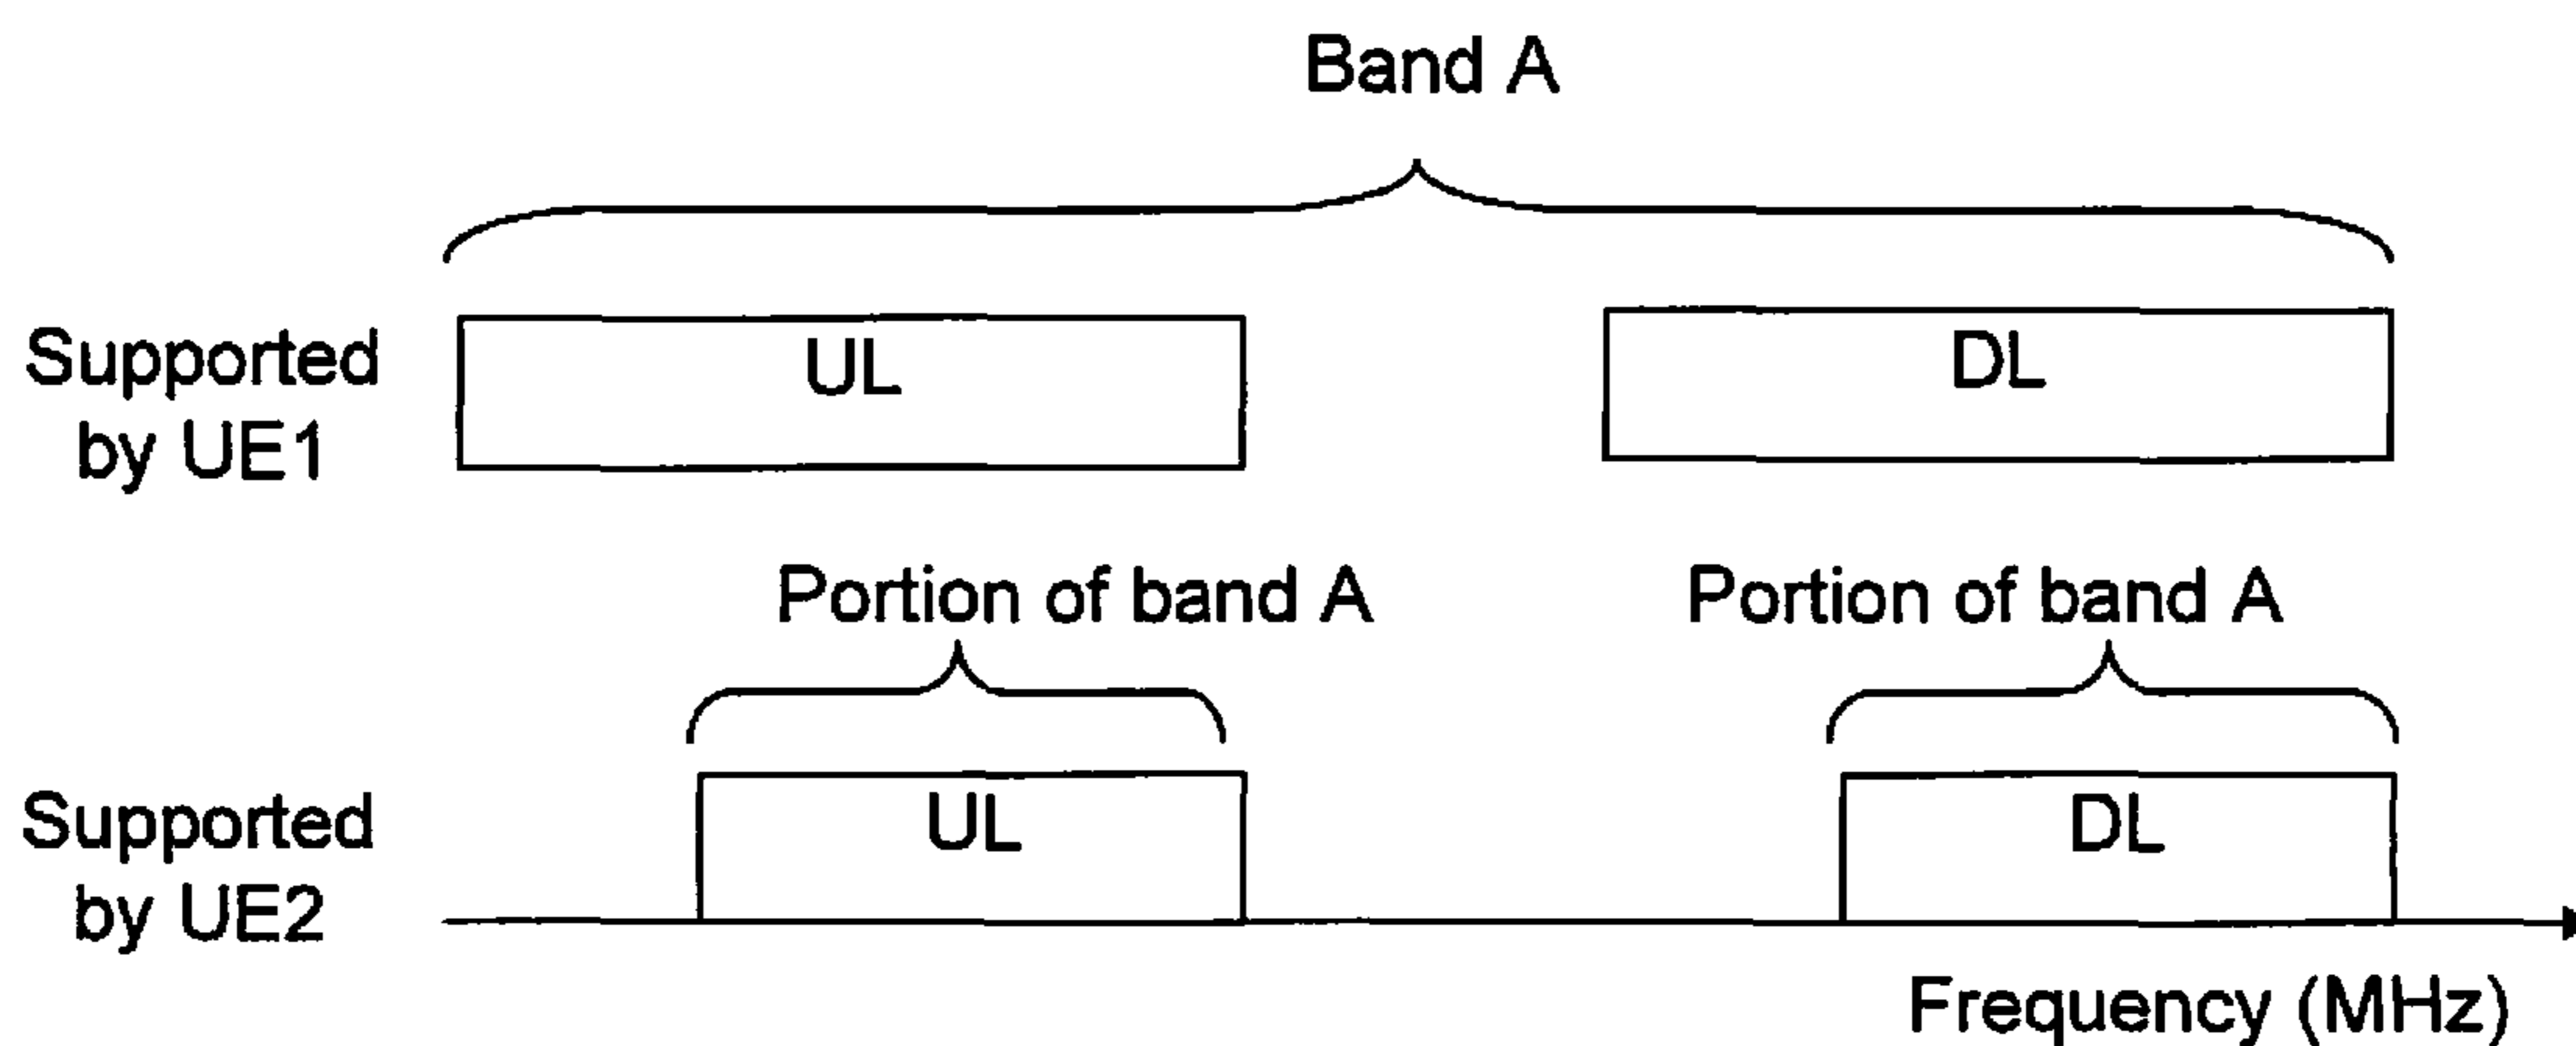 Band A
Supported
by UE1
UL
DL
Portion of band A
Portion of band A
Supported
by UE2
UL
DL
Frequency (MHz)